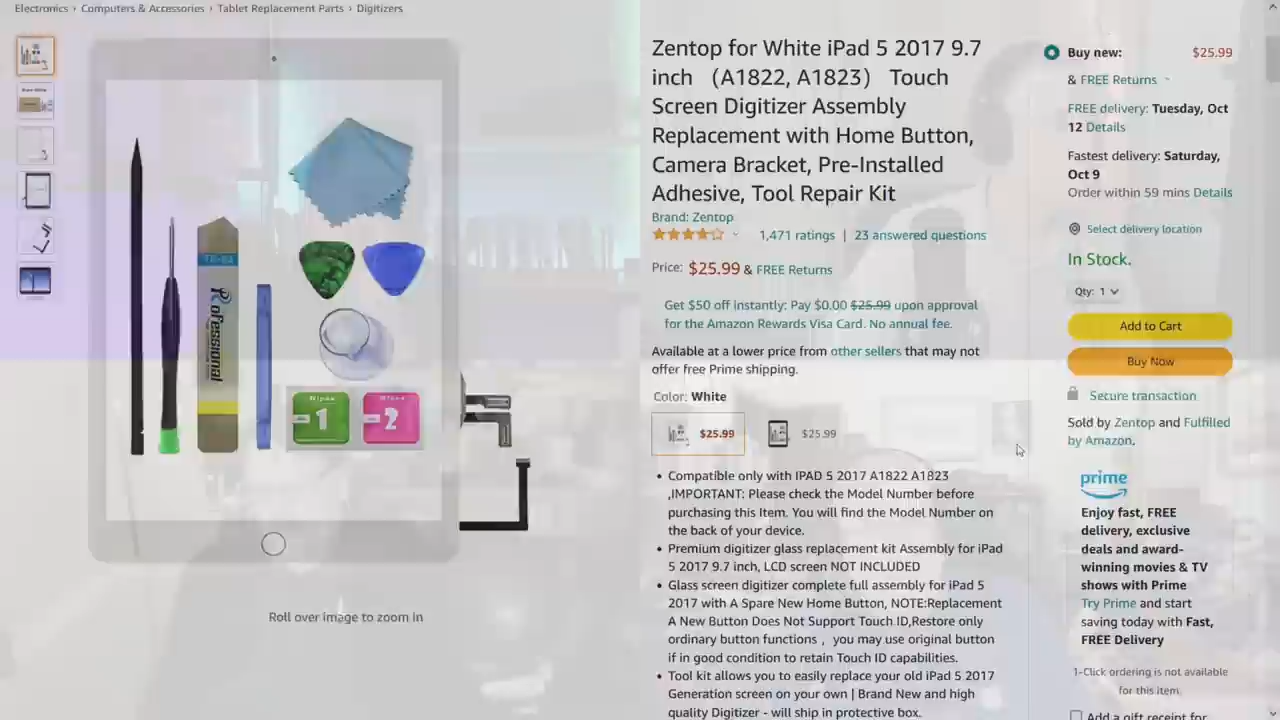 Electronics › Computers & Accessories › Tablet Replacement Parts › Digitizers
Zentop for White iPad 5 2017 9.7
inch （A1822, A1823） Touch
Screen Digitizer Assembly
Replacement with Home Button,
Camera Bracket, Pre-Installed
Adhesive, Tool Repair Kit
Brand: Zentop
1,471 ratings | 23 answered questions
Price: $25.99 & FREE Returns
Get $50 off instantly: Pay $0.00 $25.99 upon approval
for the Amazon Rewards Visa Card. No annual fee.
Available at a lower price from other sellers that may not
offer free Prime shipping.
Color: White
$25.99
$25.99
• Compatible only with IPAD 5 2017 A1822 A1823
,IMPORTANT: Please check the Model Number before
purchasing this Item. You will find the Model Number on
the back of your device.
• Premium digitizer glass replacement kit Assembly for iPad
5 2017 9.7 inch, LCD screen NOT INCLUDED
• Glass screen digitizer complete full assembly for iPad 5
2017 with A Spare New Home Button, NOTE:Replacement
A New Button Does Not Support Touch ID,Restore only
ordinary button functions， you may use original button
if in good condition to retain Touch ID capabilities.
• Tool kit allows you to easily replace your old iPad 5 2017
Generation screen on your own | Brand New and high
quality Digitizer - will ship in protective box.
Buy new: $25.99
& FREE Returns
FREE delivery: Tuesday, Oct
12 Details
Fastest delivery: Saturday,
Oct 9
Order within 59 mins Details
Select delivery location
In Stock.
Qty: 1
Add to Cart
Buy Now
Secure transaction
Sold by Zentop and Fulfilled
by Amazon.
prime
Enjoy fast, FREE
delivery, exclusive
deals and award-
winning movies & TV
shows with Prime
Try Prime and start
saving today with Fast,
FREE Delivery
1-Click ordering is not available
for this item.
Add a gift receipt for
Professional
1
2
Roll over image to zoom in